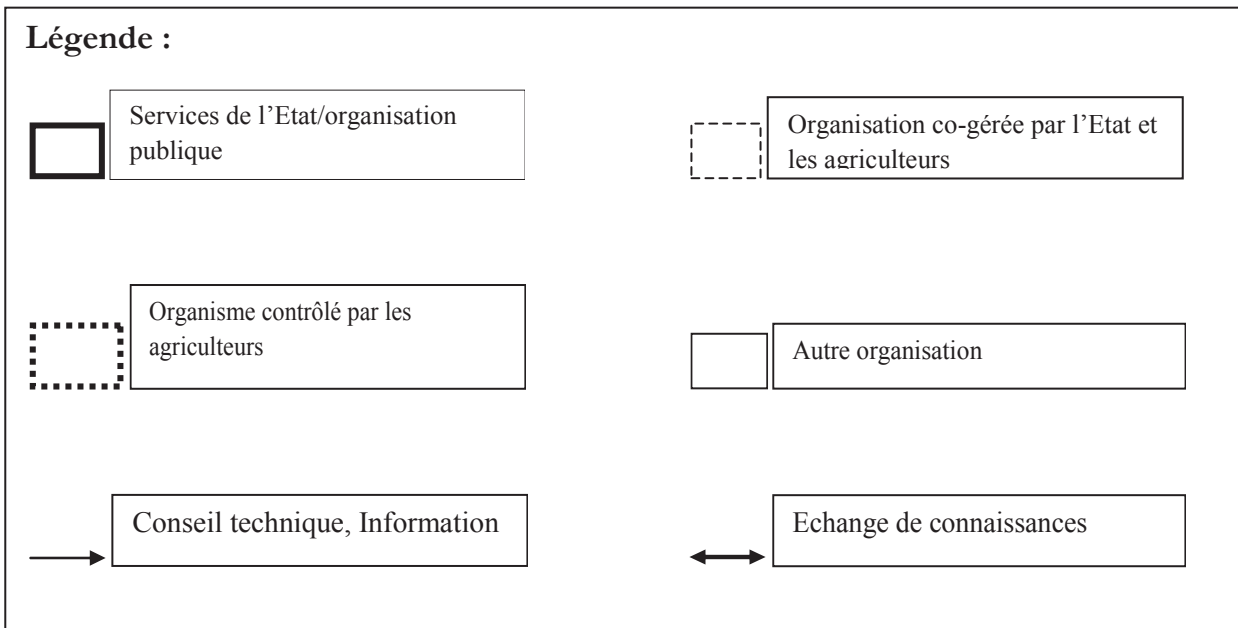 Légende :
Services de l’Etat/organisation
publique
Organisation co-gérée par l’Etat et
les agriculteurs
Organisme contrôlé par les
agriculteurs
Autre organisation
Conseil technique, Information
Echange de connaissances